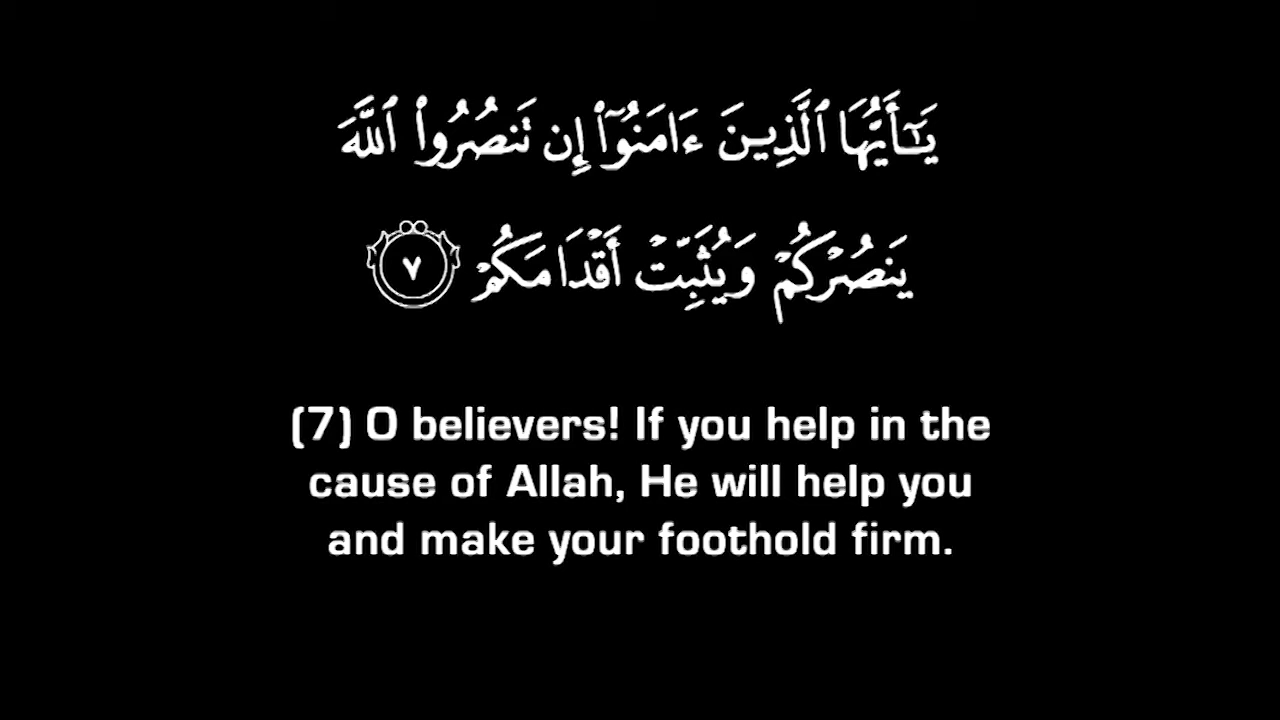 يَـٰٓأَيُّهَا ٱلَّذِينَ ءَامَنُوٓا۟ إِن تَنصُرُوا۟ ٱللَّهَ
يَنصُرْكُمْ وَيُثَبِّتْ أَقْدَامَكُمْ ٧
(7) O believers! If you help in the
cause of Allah, He will help you
and make your foothold firm.